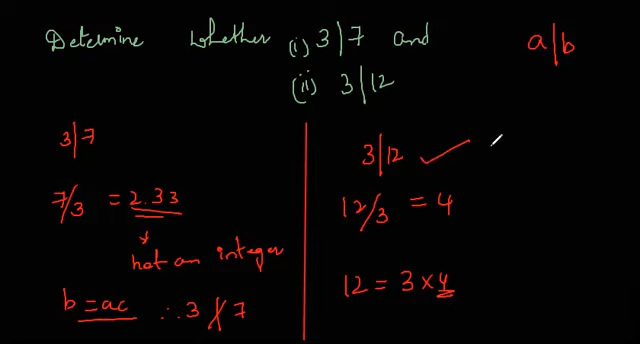 Determine whether (i) 3|7 and
(ii) 3|12
a|b
3|7
7/3 = 2.33
not an integer
b = ac ∴ 3 ∤ 7
3|12 ✓
12/3 = 4
12 = 3 × 4